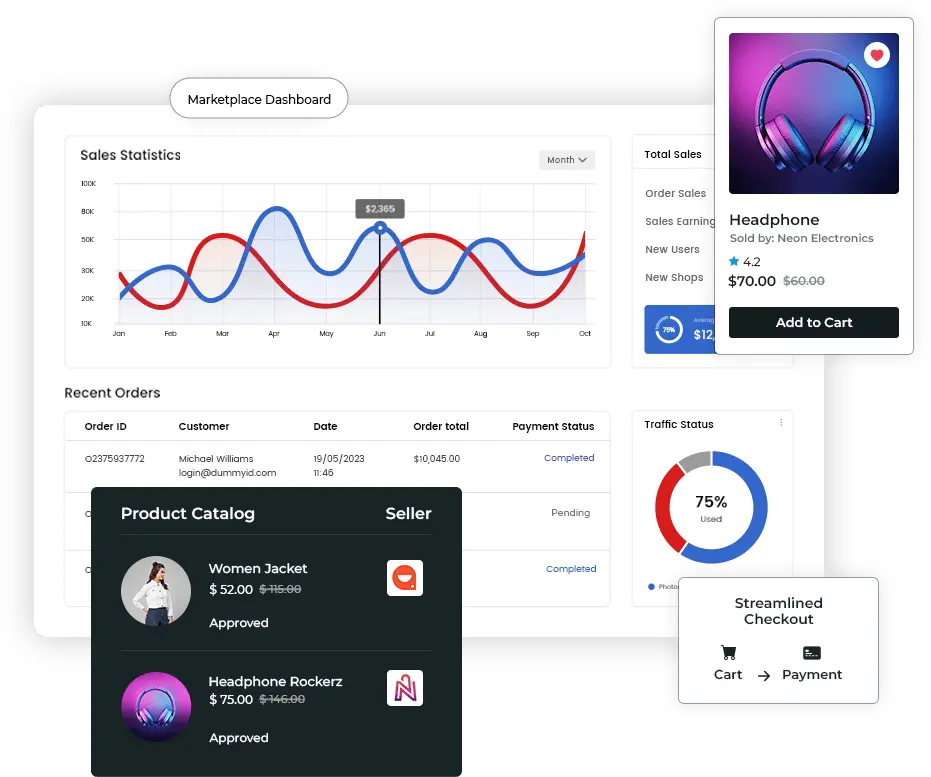 Marketplace Dashboard
Sales Statistics
Month
100K
80K
50K
30K
20K
10K
$2,365
Jan Feb Mar Apr May Jun Jul Aug Sep Oct
Total Sales
Order Sales
Sales Earning
New Users
New Shops
75%
$12,
Headphone
Sold by: Neon Electronics
4.2
$70.00 $60.00
Add to Cart
Recent Orders
Order ID Customer Date Order total Payment Status
O2375937772 Michael Williams 19/05/2023 $10,045.00 Completed
login@dummyid.com 11:46
Pending
Completed
Product Catalog Seller
Women Jacket
$ 52.00 $ 115.00
Approved
Headphone Rockerz
$ 75.00 $ 146.00
Approved
Traffic Status
75%
Used
Streamlined
Checkout
Cart → Payment